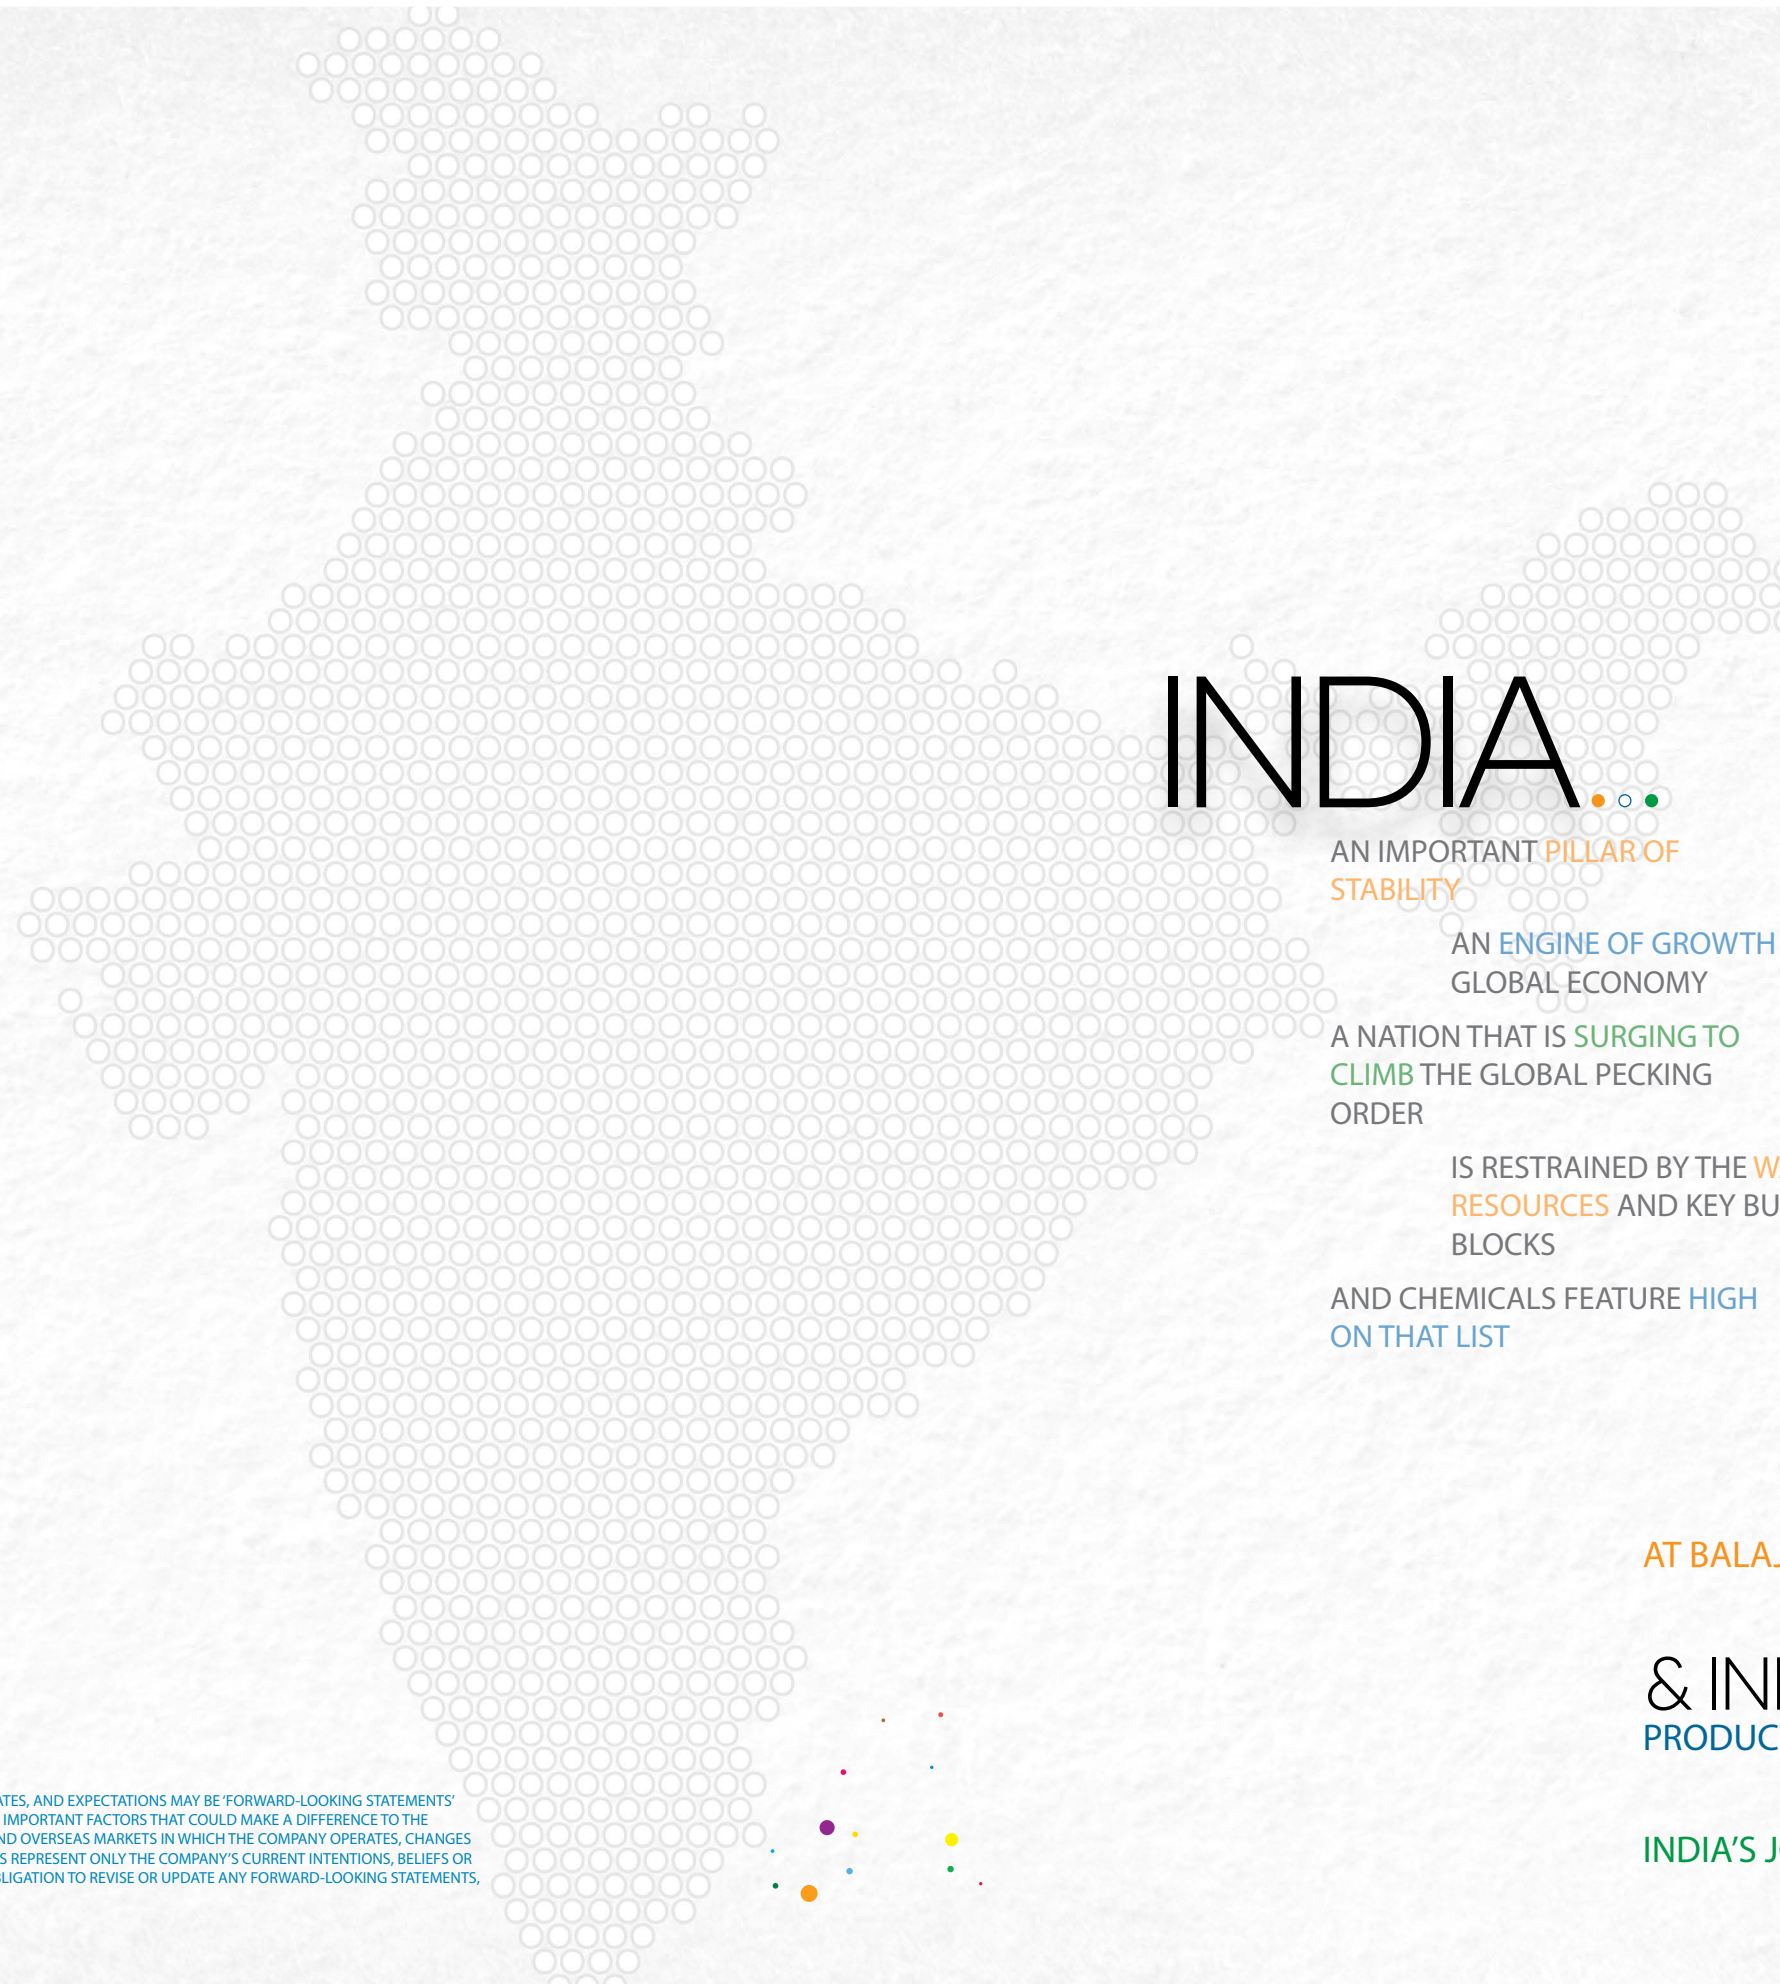 INDIA
AN IMPORTANT PILLAR OF
STABILITY
AN ENGINE OF GROWTH
GLOBAL ECONOMY
A NATION THAT IS SURGING TO
CLIMB THE GLOBAL PECKING
ORDER
IS RESTRAINED BY THE
RESOURCES AND KEY
BLOCKS
AND CHEMICALS FEATURE HIGH
ON THAT LIST
AT
&
INDIA'S
AND EXPECTATIONS MAY BE 'FORWARD-LOOKING STATEMENTS'
IMPORTANT FACTORS THAT COULD MAKE A DIFFERENCE TO THE
OVERSEAS MARKETS IN WHICH THE COMPANY OPERATES, CHANGES
REPRESENT ONLY THE COMPANY'S CURRENT INTENTIONS, BELIEFS OR
TO REVISE OR UPDATE ANY FORWARD-LOOKING STATEMENTS,